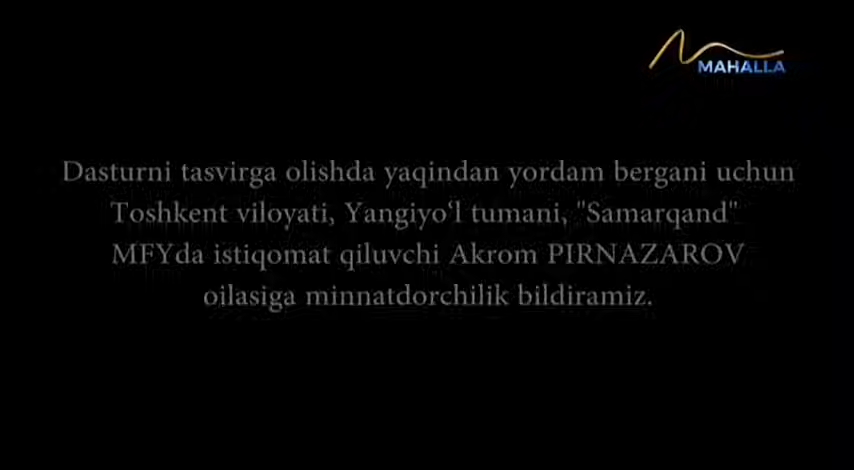 MAHALLA
Dasturni tasvirga olishda yaqindan yordam bergani uchun
Toshkent viloyati, Yangiyo‘l tumani, "Samarqand"
MFYda istiqomat qiluvchi Akrom PIRNAZAROV
oilasiga minnatdorchilik bildiramiz.